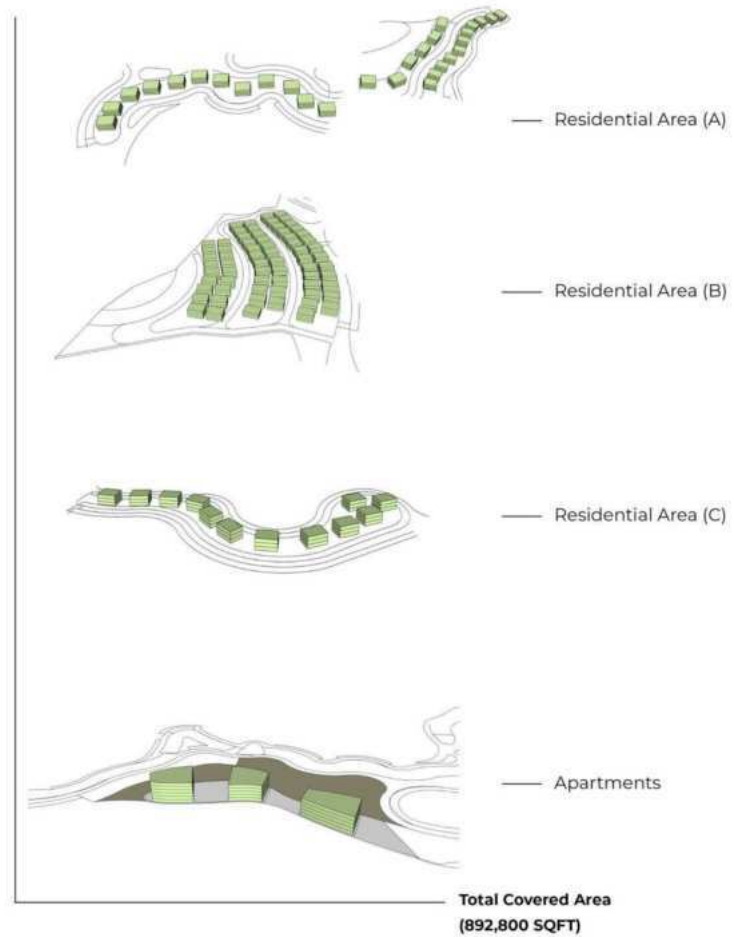 Residential Area (A)
Residential Area (B)
Residential Area (C)
Apartments
Total Covered Area
(892,800 SQFT)